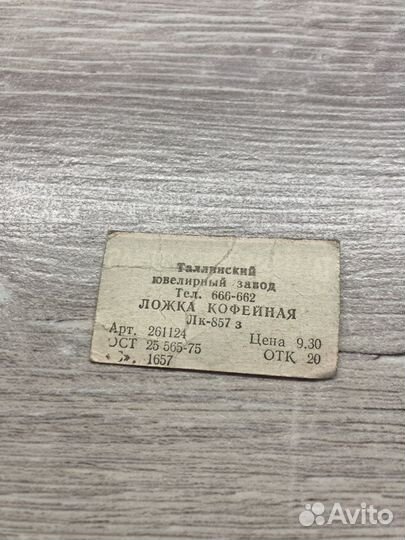 Таллинский
ювелирный завод
Тел. 666-662
ЛОЖКА КОФЕЙНАЯ
Лк-857 з
Арт. 261124 Цена 9,30
ОСТ 25 565-75 ОТК 20
1657
Avito